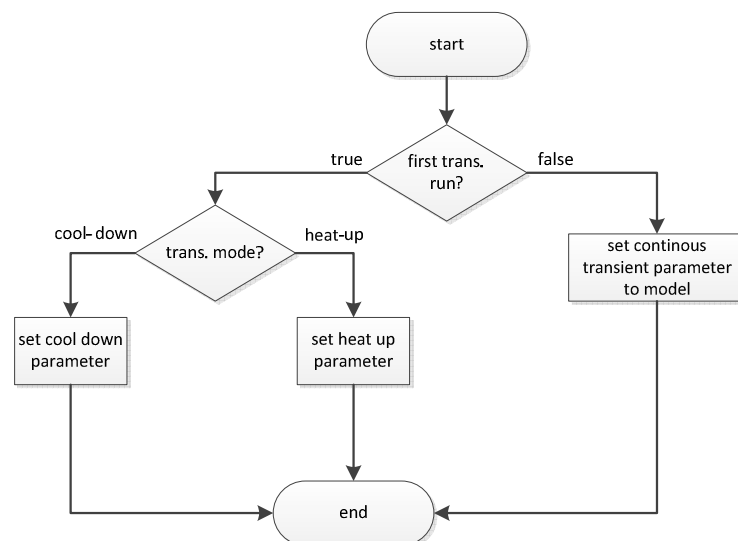 start
first trans.
run?
true
false
trans. mode?
cool- down
heat-up
set continous
transient parameter
to model
set cool down
parameter
set heat up
parameter
end